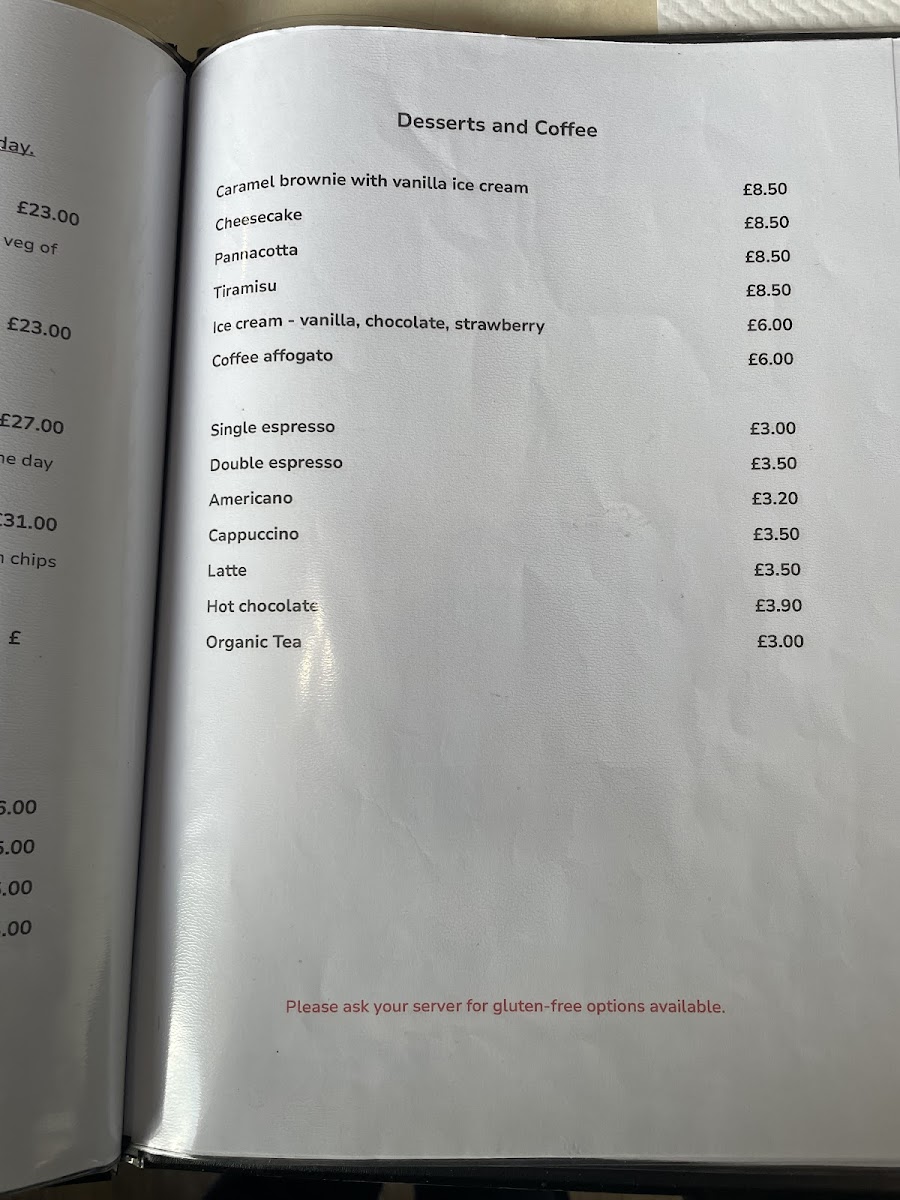 day.
£23.00
veg of
£23.00
£27.00
day
£31.00
chips
£
.00
.00
.00
.00
Desserts and Coffee
Caramel brownie with vanilla ice cream £8.50
Cheesecake £8.50
Pannacotta £8.50
Tiramisu £8.50
Ice cream - vanilla, chocolate, strawberry £6.00
Coffee affogato £6.00
Single espresso £3.00
Double espresso £3.50
Americano £3.20
Cappuccino £3.50
Latte £3.50
Hot chocolate £3.90
Organic Tea £3.00
Please ask your server for gluten-free options available.